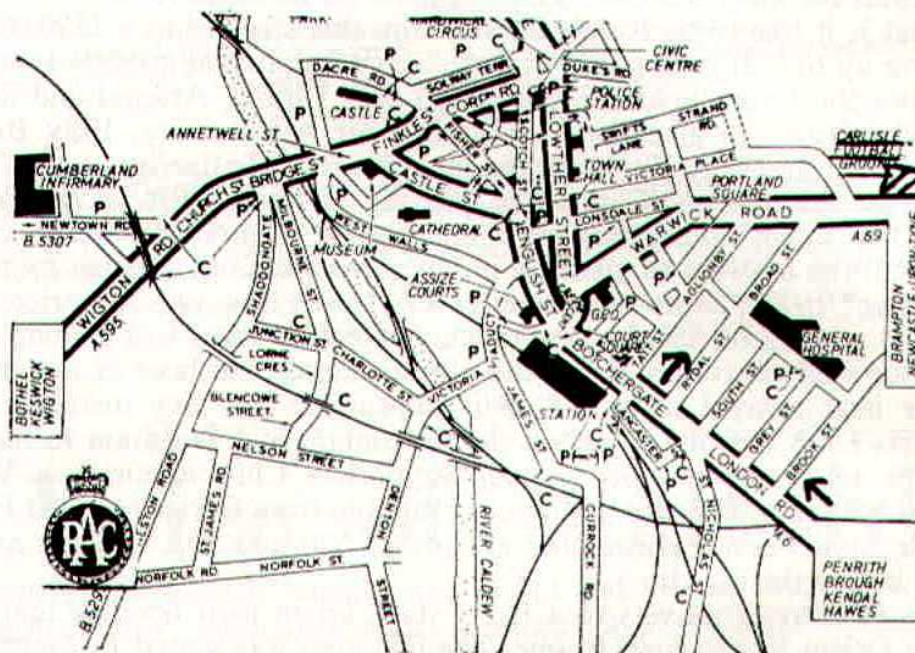 CIRCUS
P
P
C
CIVIC
CENTRE
DACRE RD
SOLWAY TERR
DUKE'S RD
CASTLE
CORP. RD
POLICE
STATION
ANNETWELL ST.
FINKLE ST
FISHER ST
SCOTCH ST
LOWTHER
STREET
SWIFTS
LANE
STRAND
RD.
TOWN
HALL
VICTORIA PLACE
CARLISLE
FOOTBALL
GROUND
CUMBERLAND
INFIRMARY
P
CHURCH ST
BRIDGE ST
CASTLE
ST
PORTLAND
SQUARE
NEWTOWN RD
B.5307
WIGTON RD
A.595
C
SHADDONGATE
MILBOURNE
ST.
MUSEUM
WEST WALLS
CATHEDRAL
ENGLISH ST.
LONSDALE ST.
WARWICK ROAD
A.69
ASSIZE
COURTS
AGLIONBY ST.
BROAD ST.
G.P.O.
COURT
SQUARE
GENERAL
HOSPITAL
BRAMPTON
BOTHEL
KESWICK
WIGTON
JUNCTION ST.
LORNE
CRES.
CHARLOTTE ST.
BLENCOWE
STREET
VICTORIA
JAMES ST
STATION
BOTCHERGATE
LANCASTER ST
RYDAL ST
SOUTH ST
GREY ST
BROOK ST
LONDON
RD
A.6
NELSON STREET
ST. JAMES RD
DENTON
STREET
RIVER CALDEW
CURROCK RD
ST. NICHOLAS ST
RAC
NORFOLK RD
NORFOLK ST.
PENRITH
BROUGH
KENDAL
HAWES